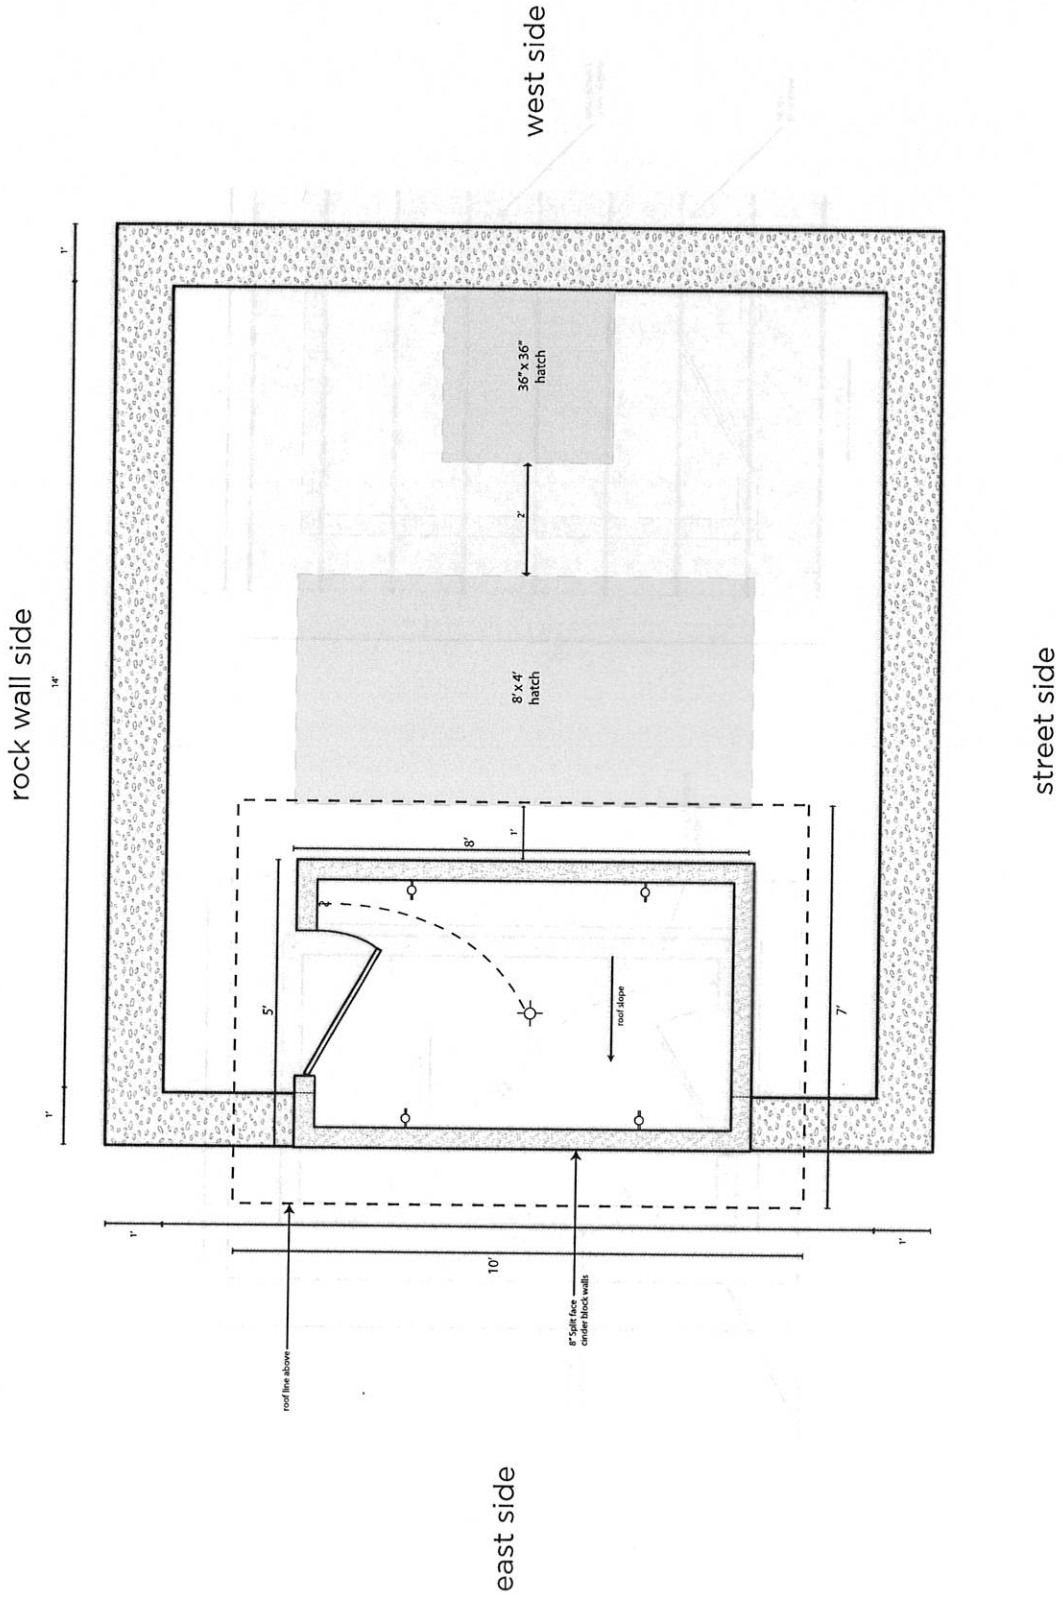 west side
rock wall side
street side
east side
1'
14'
1'
36" x 36"
hatch
2'
8' x 4'
hatch
1'
8'
5'
roof slope
7'
1'
1'
10'
roof line above
8" Split face
cinder block walls